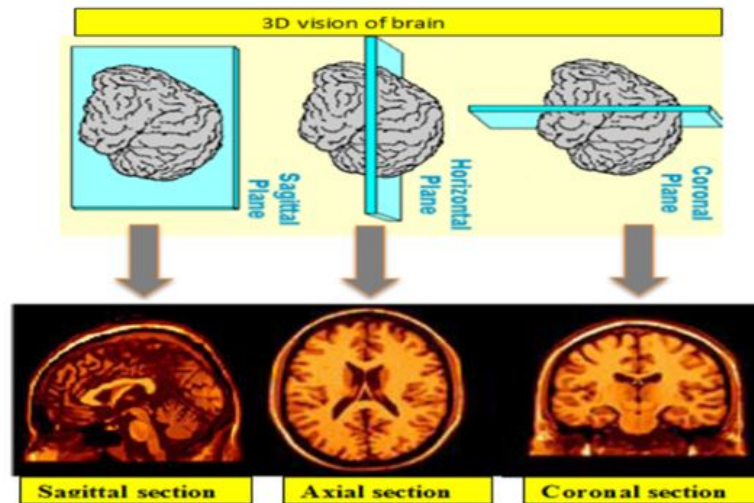 3D vision of brain
Sagittal
Plane
Horizontal
Plane
Coronal
Plane
Sagittal section
Axial section
Coronal section